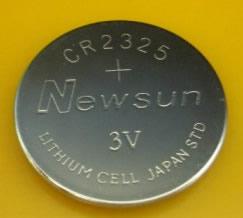 CR2325
+
Newsun
3V
LITHIUM CELL JAPAN STD